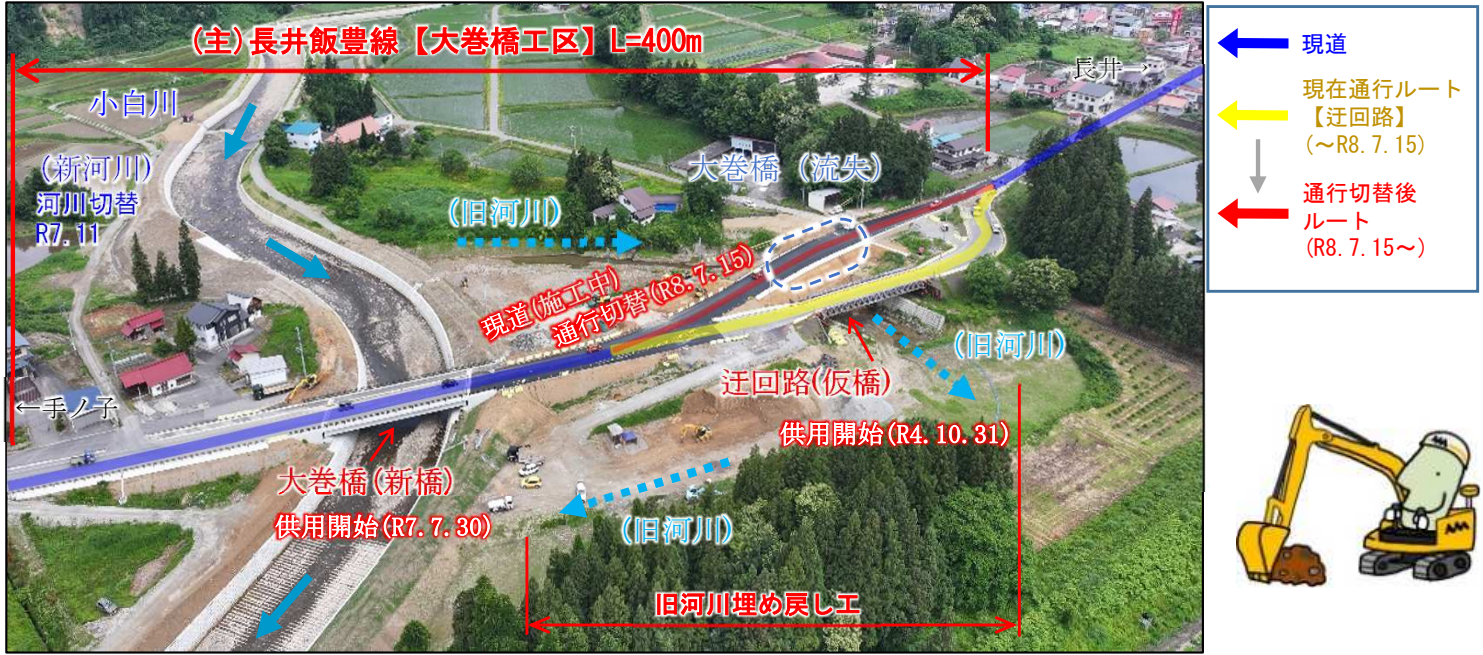 (主)長井飯豊線【大巻橋工区】L=400m
長井→
小白川
(新河川)
河川切替
R7.11
大巻橋（流失）
(旧河川)
現道(施工中)
通行切替(R8.7.15)
(旧河川)
迂回路(仮橋)
供用開始(R4.10.31)
←手ノ子
大巻橋(新橋)
供用開始(R7.7.30)
(旧河川)
旧河川埋め戻し工
現道
現在通行ルート
【迂回路】
(～R8.7.15)
通行切替後
ルート
(R8.7.15～)